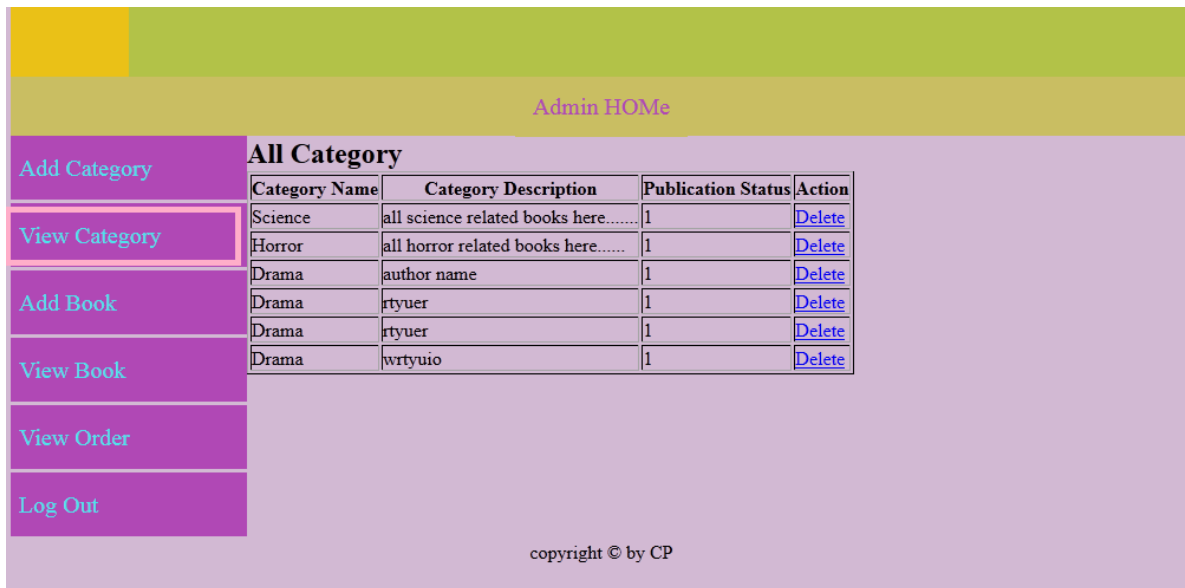 Admin HOMe
Add Category
View Category
Add Book
View Book
View Order
Log Out
All Category
Category Name Category Description Publication Status Action
Science all science related books here....... 1 Delete
Horror all horror related books here...... 1 Delete
Drama author name 1 Delete
Drama rtyuer 1 Delete
Drama rtyuer 1 Delete
Drama wrtyuio 1 Delete
copyright © by CP